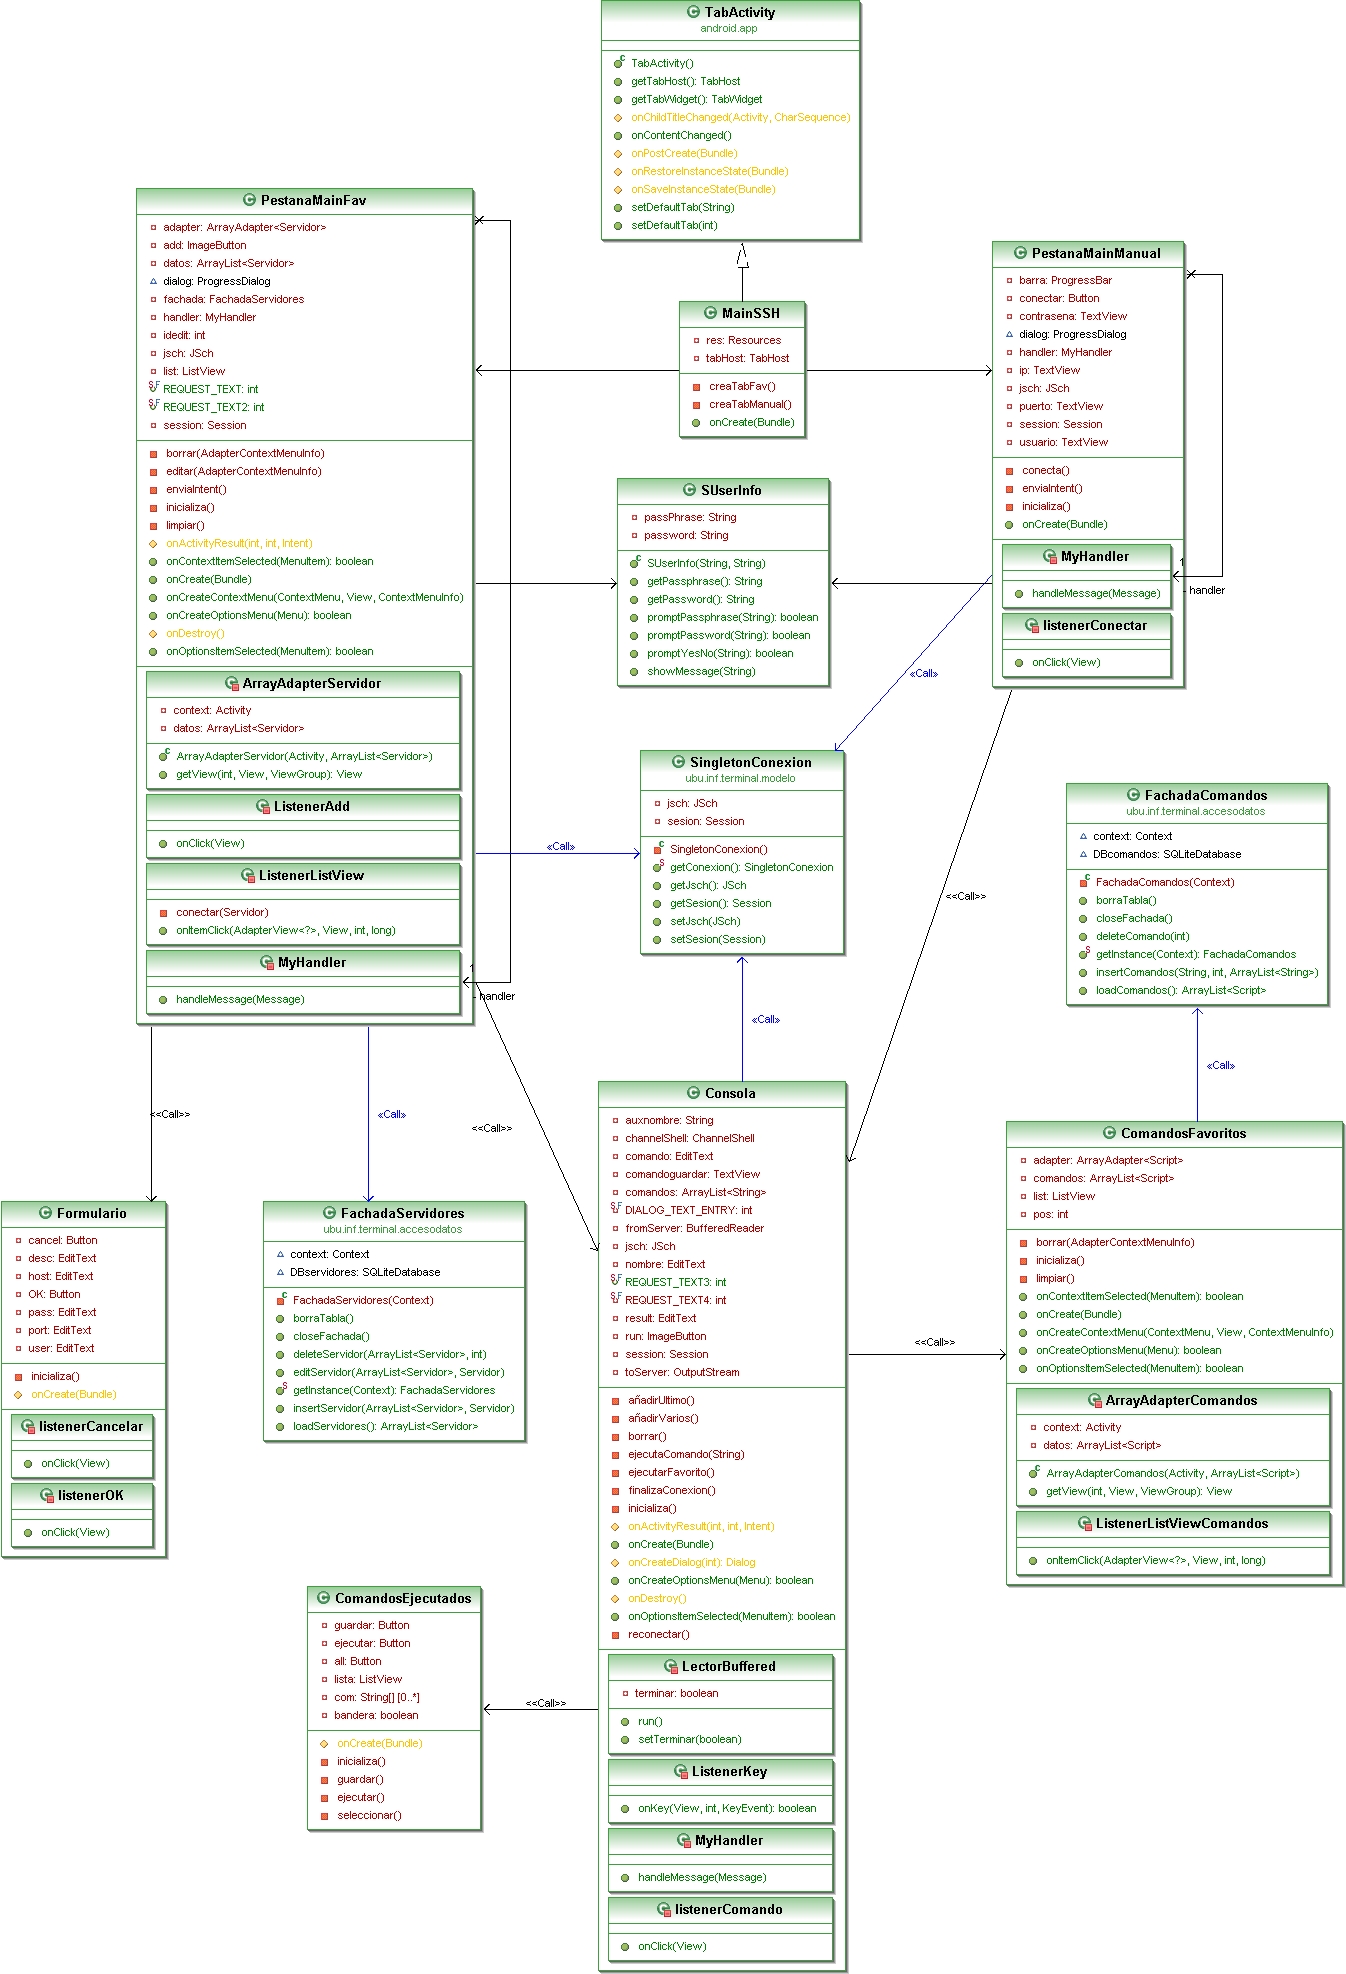 TabActivity
android.app
TabActivity()
getTabHost(): TabHost
getTabWidget(): TabWidget
onChildTitleChanged(Activity, CharSequence)
onContentChanged()
onPostCreate(Bundle)
onRestoreInstanceState(Bundle)
onSaveInstanceState(Bundle)
setDefaultTab(String)
setDefaultTab(int)
PestanaMainFav
adapter: ArrayAdapter<Servidor>
add: ImageButton
datos: ArrayList<Servidor>
dialog: ProgressDialog
fachada: FachadaServidores
handler: MyHandler
idedit: int
jsch: JSch
list: ListView
REQUEST_TEXT: int
REQUEST_TEXT2: int
session: Session
borrar(AdapterContextMenuInfo)
editar(AdapterContextMenuInfo)
enviaIntent()
inicializa()
limpiar()
onActivityResult(int, int, Intent)
onContextItemSelected(MenuItem): boolean
onCreate(Bundle)
onCreateContextMenu(ContextMenu, View, ContextMenuInfo)
onCreateOptionsMenu(Menu): boolean
onDestroy()
onOptionsItemSelected(MenuItem): boolean
ArrayAdapterServidor
context: Activity
datos: ArrayList<Servidor>
ArrayAdapterServidor(Activity, ArrayList<Servidor>)
getView(int, View, ViewGroup): View
ListenerAdd
onClick(View)
ListenerListView
conectar(Servidor)
onItemClick(AdapterView<?>, View, int, long)
MyHandler
handleMessage(Message)
1
- handler
MainSSH
res: Resources
tabHost: TabHost
creaTabFav()
creaTabManual()
onCreate(Bundle)
PestanaMainManual
barra: ProgressBar
conectar: Button
contrasena: TextView
dialog: ProgressDialog
handler: MyHandler
ip: TextView
jsch: JSch
puerto: TextView
session: Session
usuario: TextView
conecta()
enviaIntent()
inicializa()
onCreate(Bundle)
MyHandler
handleMessage(Message)
listenerConectar
onClick(View)
1
- handler
SUserInfo
passPhrase: String
password: String
SUserInfo(String, String)
getPassphrase(): String
getPassword(): String
promptPassphrase(String): boolean
promptPassword(String): boolean
promptYesNo(String): boolean
showMessage(String)
«Call»
SingletonConexion
ubu.inf.terminal.modelo
jsch: JSch
sesion: Session
SingletonConexion()
getConexion(): SingletonConexion
getJsch(): JSch
getSesion(): Session
setJsch(JSch)
setSesion(Session)
«Call»
<<Call>>
FachadaComandos
ubu.inf.terminal.accesodatos
context: Context
DBcomandos: SQLiteDatabase
FachadaComandos(Context)
borraTabla()
closeFachada()
deleteComando(int)
getInstance(Context): FachadaComandos
insertComandos(String, int, ArrayList<String>)
loadComandos(): ArrayList<Script>
«Call»
«Call»
<<Call>>
«Call»
<<Call>>
Formulario
cancel: Button
desc: EditText
host: EditText
OK: Button
pass: EditText
port: EditText
user: EditText
inicializa()
onCreate(Bundle)
listenerCancelar
onClick(View)
listenerOK
onClick(View)
FachadaServidores
ubu.inf.terminal.accesodatos
context: Context
DBservidores: SQLiteDatabase
FachadaServidores(Context)
borraTabla()
closeFachada()
deleteServidor(ArrayList<Servidor>, int)
editServidor(ArrayList<Servidor>, Servidor)
getInstance(Context): FachadaServidores
insertServidor(ArrayList<Servidor>, Servidor)
loadServidores(): ArrayList<Servidor>
Consola
auxnombre: String
channelShell: ChannelShell
comando: EditText
comandoguardar: TextView
comandos: ArrayList<String>
DIALOG_TEXT_ENTRY: int
fromServer: BufferedReader
jsch: JSch
nombre: EditText
REQUEST_TEXT3: int
REQUEST_TEXT4: int
result: EditText
run: ImageButton
session: Session
toServer: OutputStream
añadirUltimo()
añadirVarios()
borrar()
ejecutaComando(String)
ejecutarFavorito()
finalizaConexion()
inicializa()
onActivityResult(int, int, Intent)
onCreate(Bundle)
onCreateDialog(int): Dialog
onCreateOptionsMenu(Menu): boolean
onDestroy()
onOptionsItemSelected(MenuItem): boolean
reconectar()
LectorBuffered
terminar: boolean
run()
setTerminar(boolean)
ListenerKey
onKey(View, int, KeyEvent): boolean
MyHandler
handleMessage(Message)
listenerComando
onClick(View)
<<Call>>
ComandosFavoritos
adapter: ArrayAdapter<Script>
comandos: ArrayList<Script>
list: ListView
pos: int
borrar(AdapterContextMenuInfo)
inicializa()
limpiar()
onContextItemSelected(MenuItem): boolean
onCreate(Bundle)
onCreateContextMenu(ContextMenu, View, ContextMenuInfo)
onCreateOptionsMenu(Menu): boolean
onOptionsItemSelected(MenuItem): boolean
ArrayAdapterComandos
context: Activity
datos: ArrayList<Script>
ArrayAdapterComandos(Activity, ArrayList<Script>)
getView(int, View, ViewGroup): View
ListenerListViewComandos
onItemClick(AdapterView<?>, View, int, long)
ComandosEjecutados
guardar: Button
ejecutar: Button
all: Button
lista: ListView
com: String[] [0..*]
bandera: boolean
onCreate(Bundle)
inicializa()
guardar()
ejecutar()
seleccionar()
<<Call>>